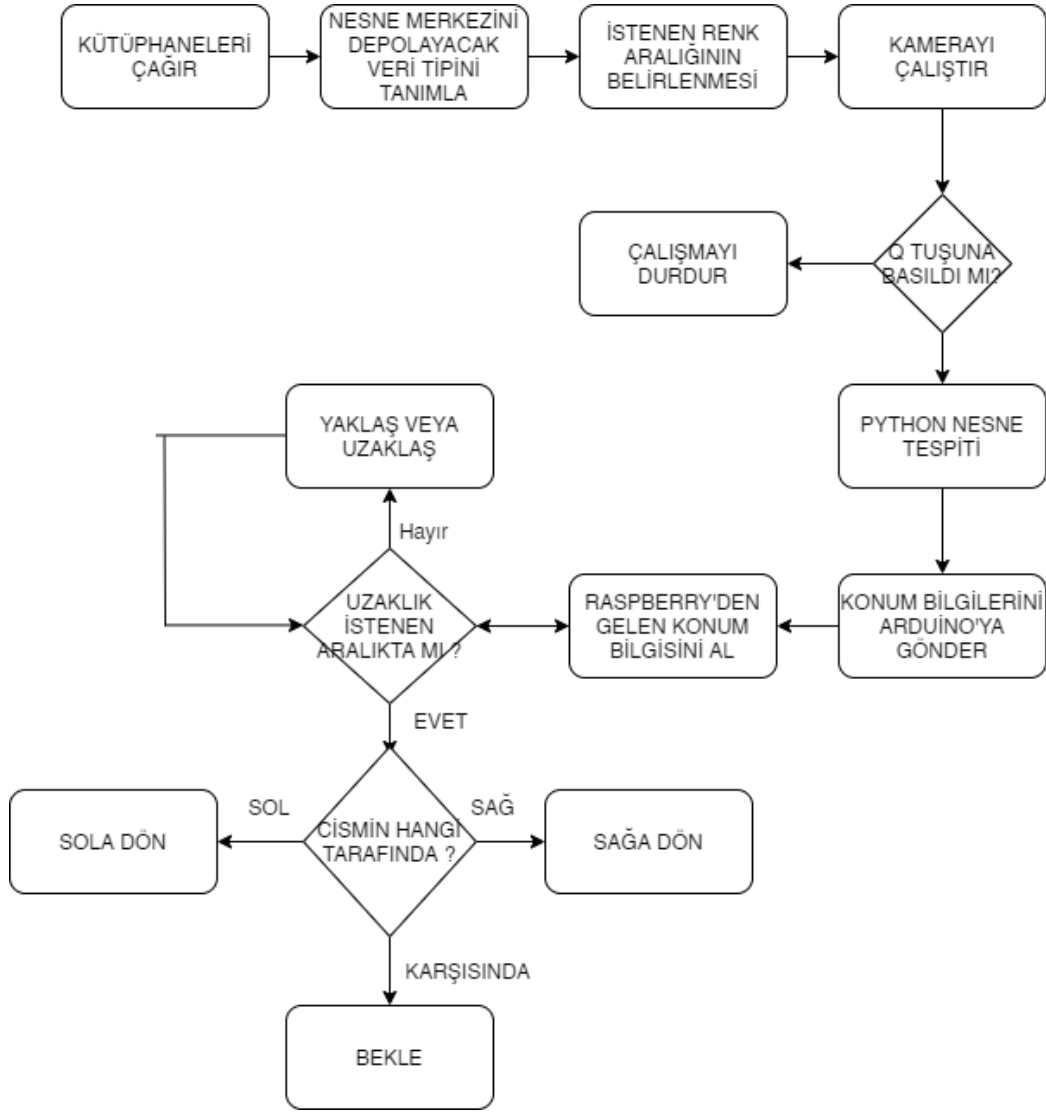 KÜTÜPHANELERİ
ÇAĞIR
NESNE MERKEZİNİ
DEPOLAYACAK
VERİ TİPİNİ
TANIMLA
İSTENEN RENK
ARALIĞININ
BELİRLENMESİ
KAMERAYI
ÇALIŞTIR
Q TUŞUNA
BASILDI MI?
ÇALIŞMAYI
DURDUR
PYTHON NESNE
TESPİTİ
KONUM BİLGİLERİNİ
ARDUİNO'YA
GÖNDER
RASPBERRY'DEN
GELEN KONUM
BİLGİSİNİ AL
UZAKLIK
İSTENEN
ARALIKTA MI ?
Hayır
YAKLAŞ VEYA
UZAKLAŞ
EVET
CİSMİN HANGİ
TARAFINDA ?
SOL
SOLA DÖN
SAĞ
SAĞA DÖN
KARŞISINDA
BEKLE